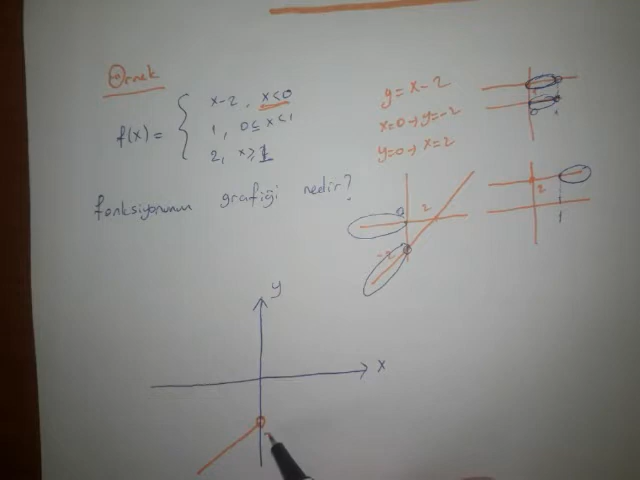 Örnek
f(x) = { x-2, x<0
1, 0≤x<1
2, x≥1
fonksiyonunun grafiği nedir?
y = x-2
x=0 → y=-2
y=0 → x=2
2
-2
2
1
y
x